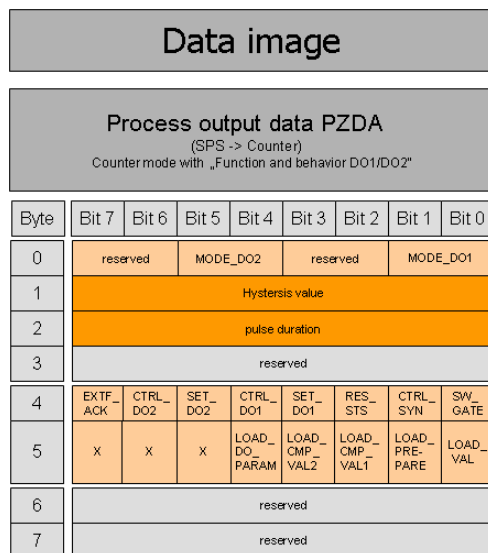 Data image
Process output data PZDA
(SPS -> Counter)
Counter mode with „Function and behavior DO1/DO2"
Byte Bit 7 Bit 6 Bit 5 Bit 4 Bit 3 Bit 2 Bit 1 Bit 0
0 reserved MODE_DO2 reserved MODE_DO1
1 Hystersis value
2 pulse duration
3 reserved
4 EXTF_ CTRL_ SET_ CTRL_ SET_ RES_ CTRL_ SW_
ACK DO2 DO2 DO1 DO1 STS SYN GATE
LOAD_ LOAD_ LOAD_ LOAD_ LOAD_
5 X X X DO_ CMP_ CMP_ PRE- VAL
PARAM VAL2 VAL1 PARE
6 reserved
7 reserved